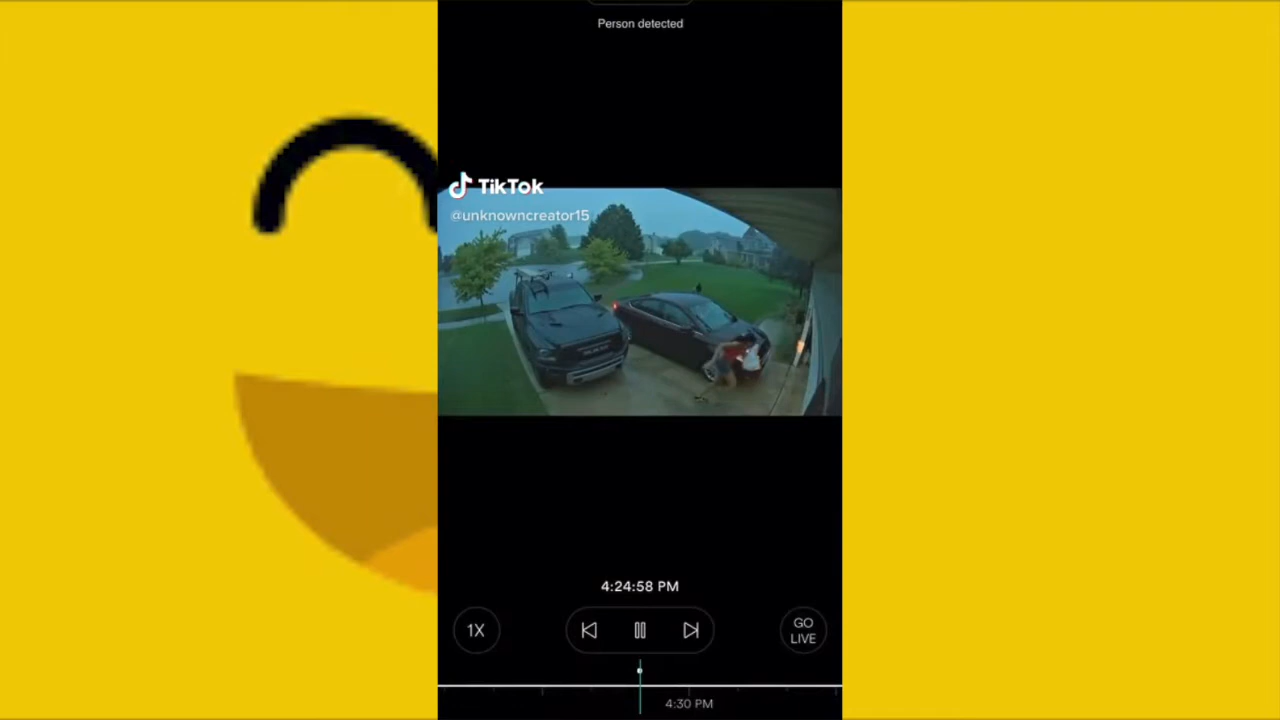 Person detected
TikTok
@unknowncreator15
4:24:58 PM
1X
GO
LIVE
4:30 PM